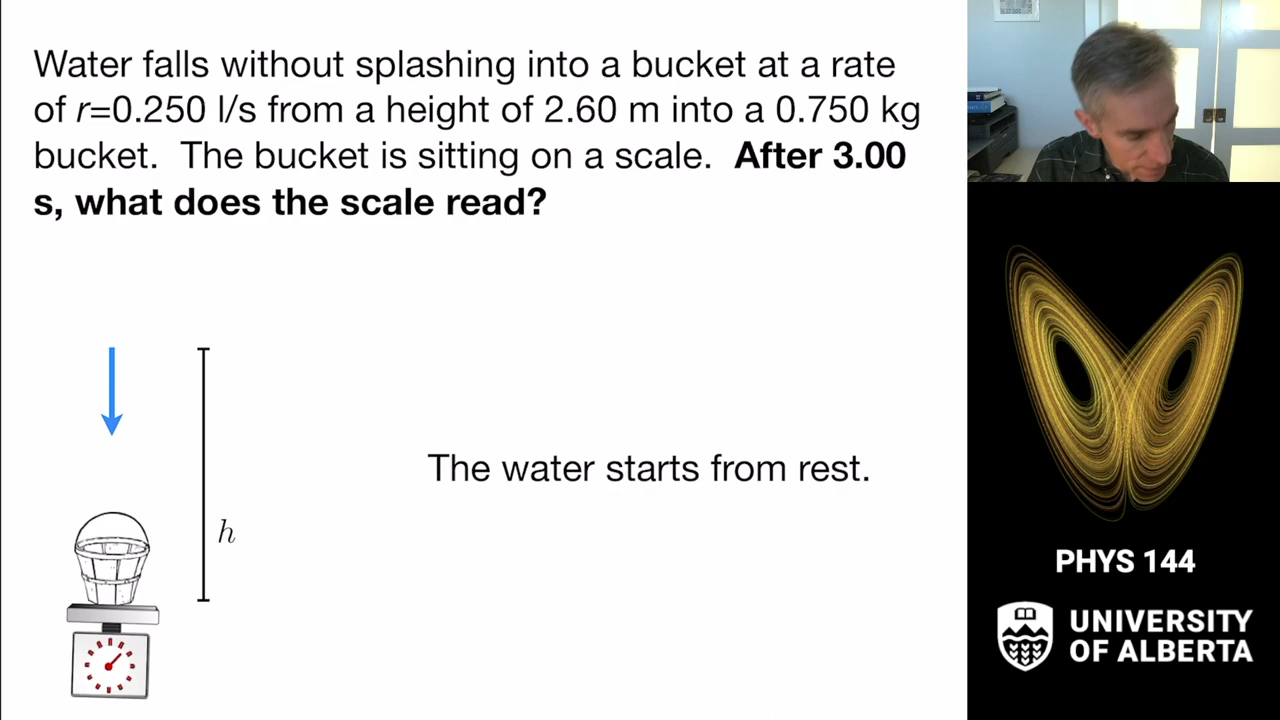 Water falls without splashing into a bucket at a rate
of r=0.250 l/s from a height of 2.60 m into a 0.750 kg
bucket.  The bucket is sitting on a scale.  After 3.00
s, what does the scale read?
The water starts from rest.
h
PHYS 144
UNIVERSITY
OF ALBERTA